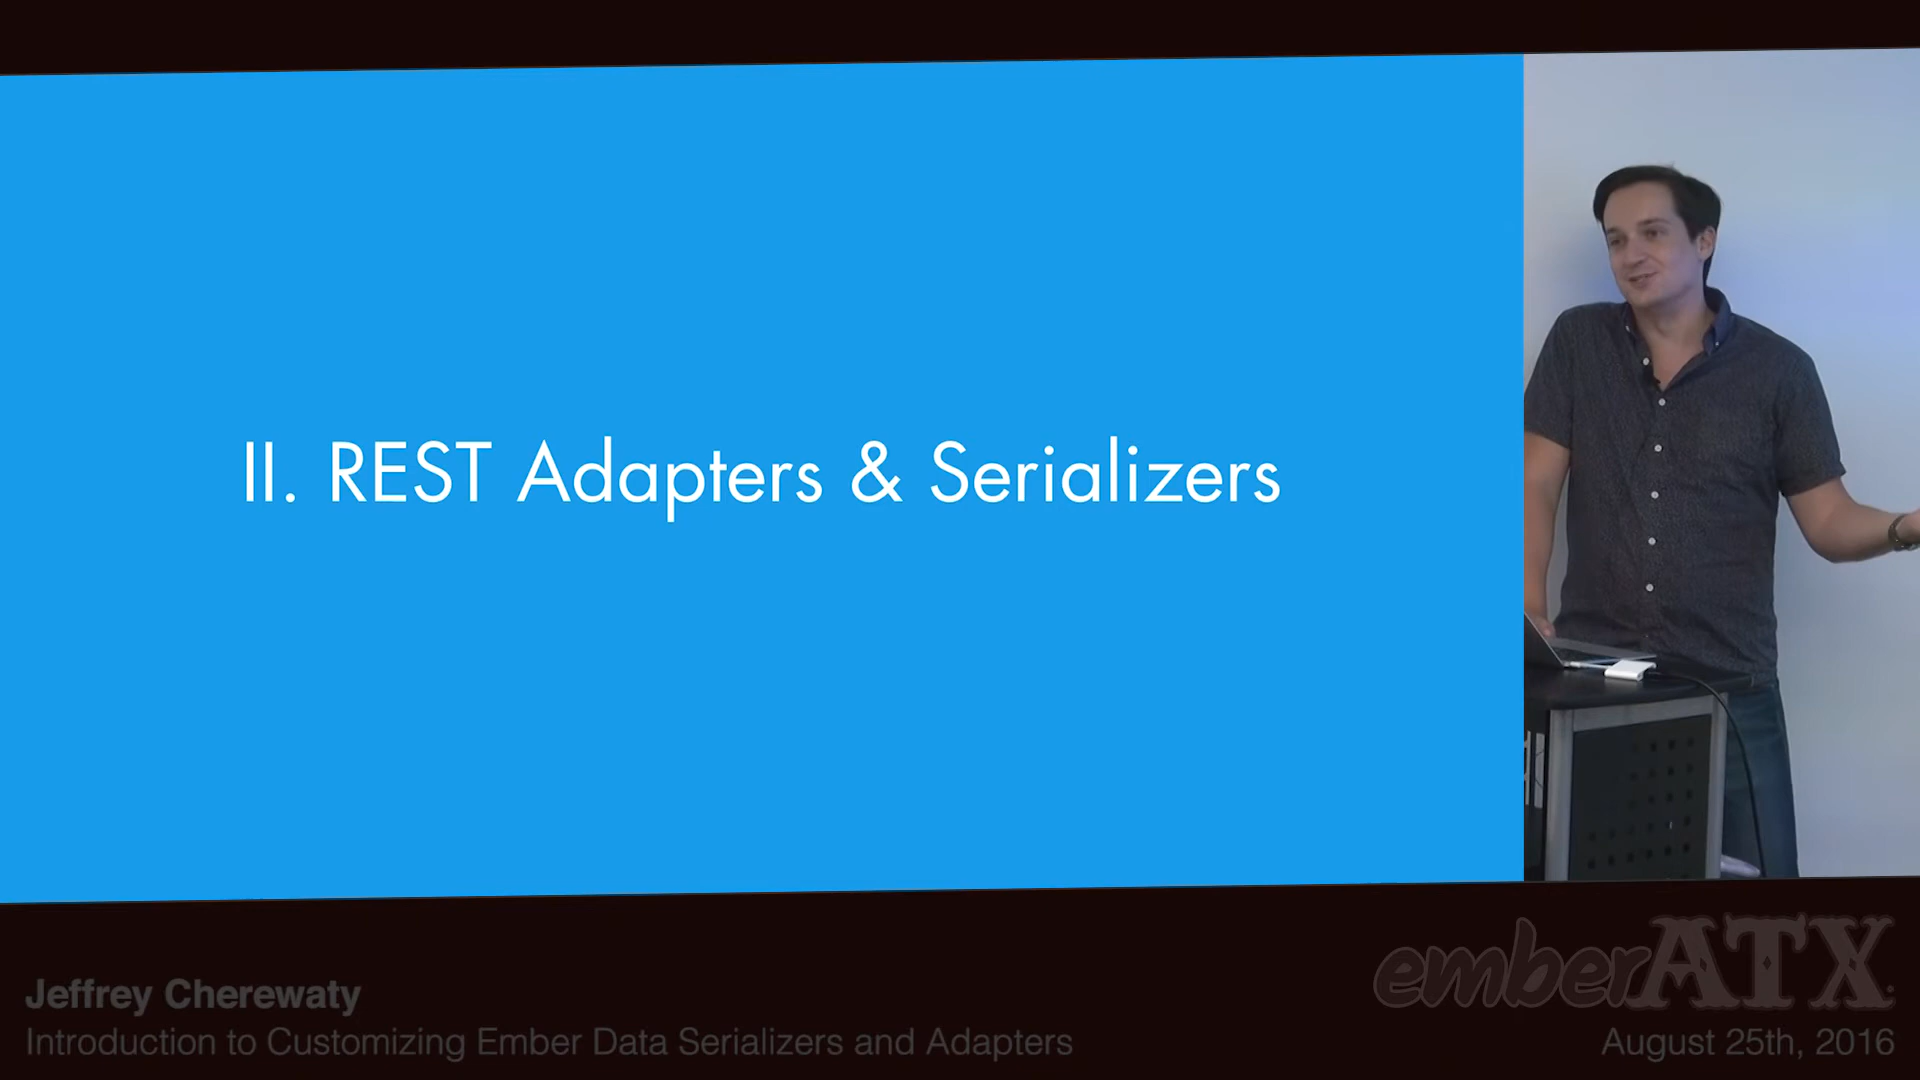 II. REST Adapters & Serializers
Jeffrey Cherewaty
Introduction to Customizing Ember Data Serializers and Adapters
emberATX
August 25th, 2016